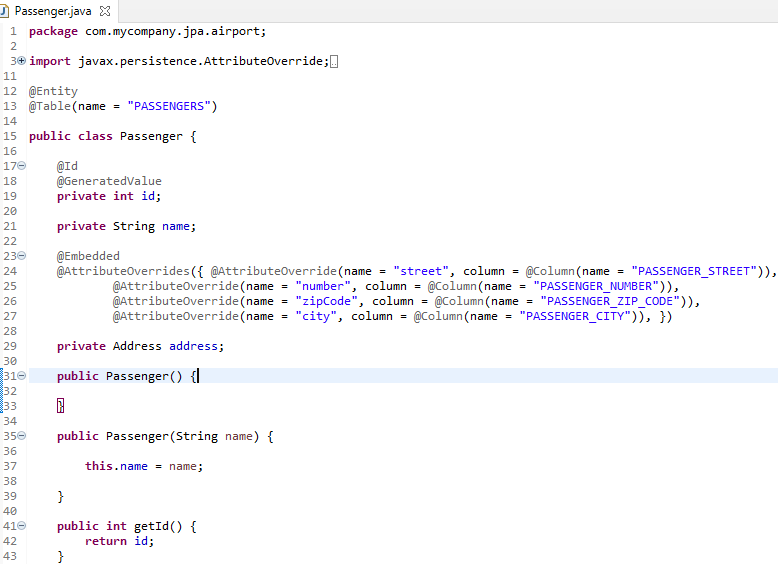 Passenger.java
1 package com.mycompany.jpa.airport;
2
3 import javax.persistence.AttributeOverride;
11
12 @Entity
13 @Table(name = "PASSENGERS")
14
15 public class Passenger {
16
17 @Id
18 @GeneratedValue
19 private int id;
20
21 private String name;
22
23 @Embedded
24 @AttributeOverrides({ @AttributeOverride(name = "street", column = @Column(name = "PASSENGER_STREET")),
25 @AttributeOverride(name = "number", column = @Column(name = "PASSENGER_NUMBER")),
26 @AttributeOverride(name = "zipCode", column = @Column(name = "PASSENGER_ZIP_CODE")),
27 @AttributeOverride(name = "city", column = @Column(name = "PASSENGER_CITY")), })
28
29 private Address address;
30
31 public Passenger() {
32
33 }
34
35 public Passenger(String name) {
36
37 this.name = name;
38
39 }
40
41 public int getId() {
42 return id;
43 }